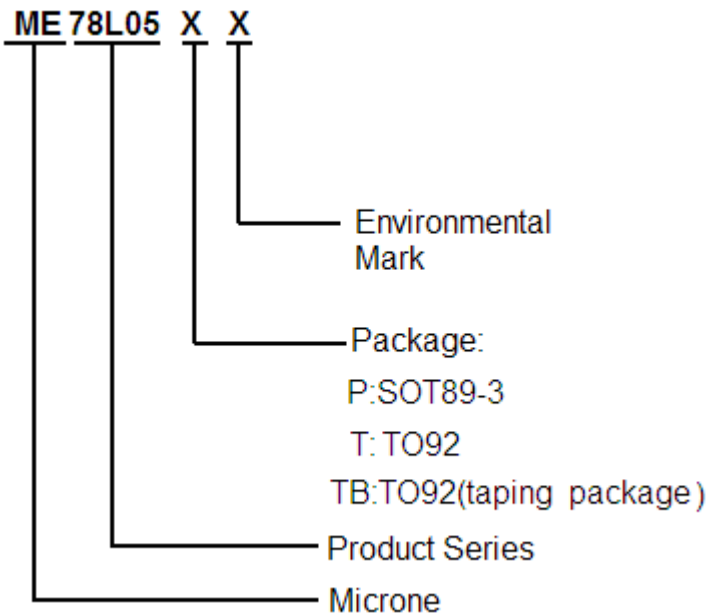 ME 78L05 X X
Environmental
Mark
Package:
P:SOT89-3
T: TO92
TB:TO92(taping package)
Product Series
Microne